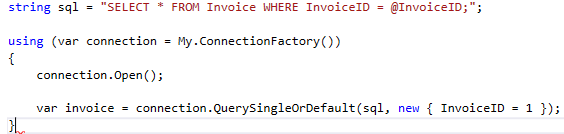 string sql = "SELECT * FROM Invoice WHERE InvoiceID = @InvoiceID;";
using (var connection = My.ConnectionFactory())
{
connection.Open();
var invoice = connection.QuerySingleOrDefault(sql, new { InvoiceID = 1 });
}